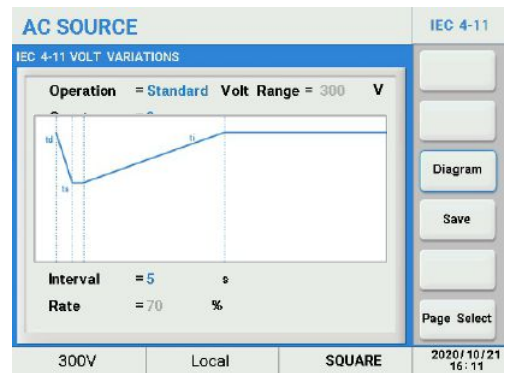 AC SOURCE
IEC 4-11
IEC 4-11 VOLT VARIATIONS
Operation = Standard Volt Range = 300 V
td
ts
ti
Interval = 5 s
Rate = 70 %
Diagram
Save
Page Select
300V
Local
SQUARE
2020/10/21
16:11